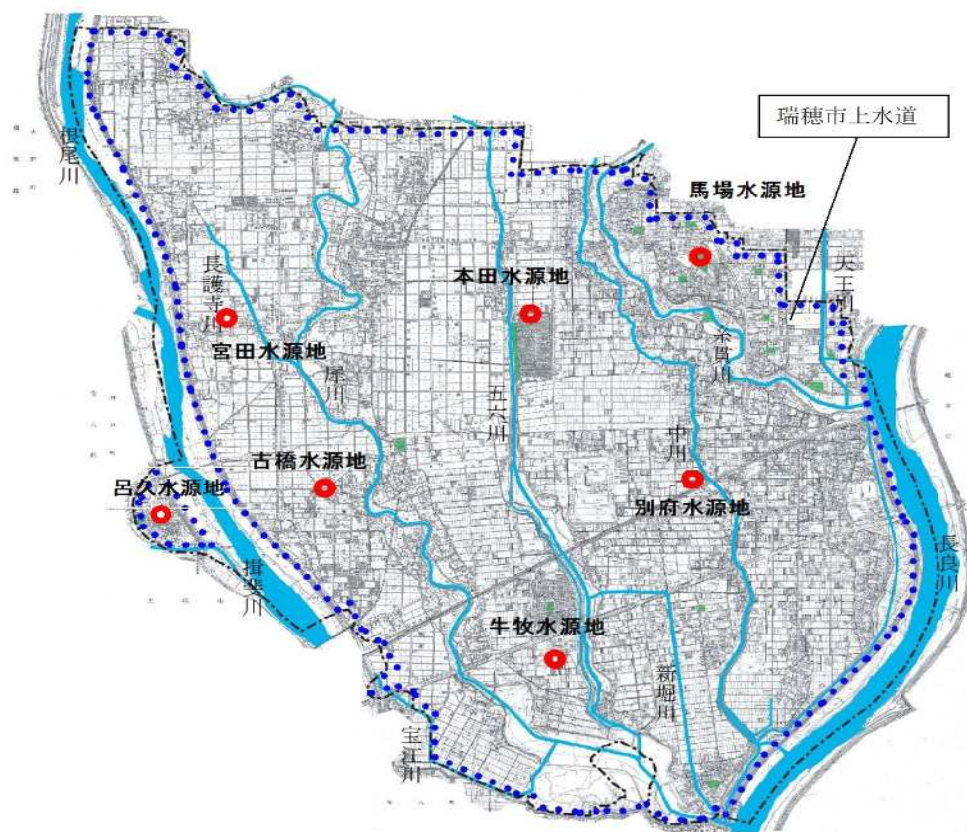 瑞穂市上水道
根尾川
馬場水源地
天王川
本田水源地
長護寺川
糸貫川
宮田水源地
犀川
五六川
中川
古橋水源地
呂久水源地
別府水源地
長良川
揖斐川
牛牧水源地
新堀川
宝江川